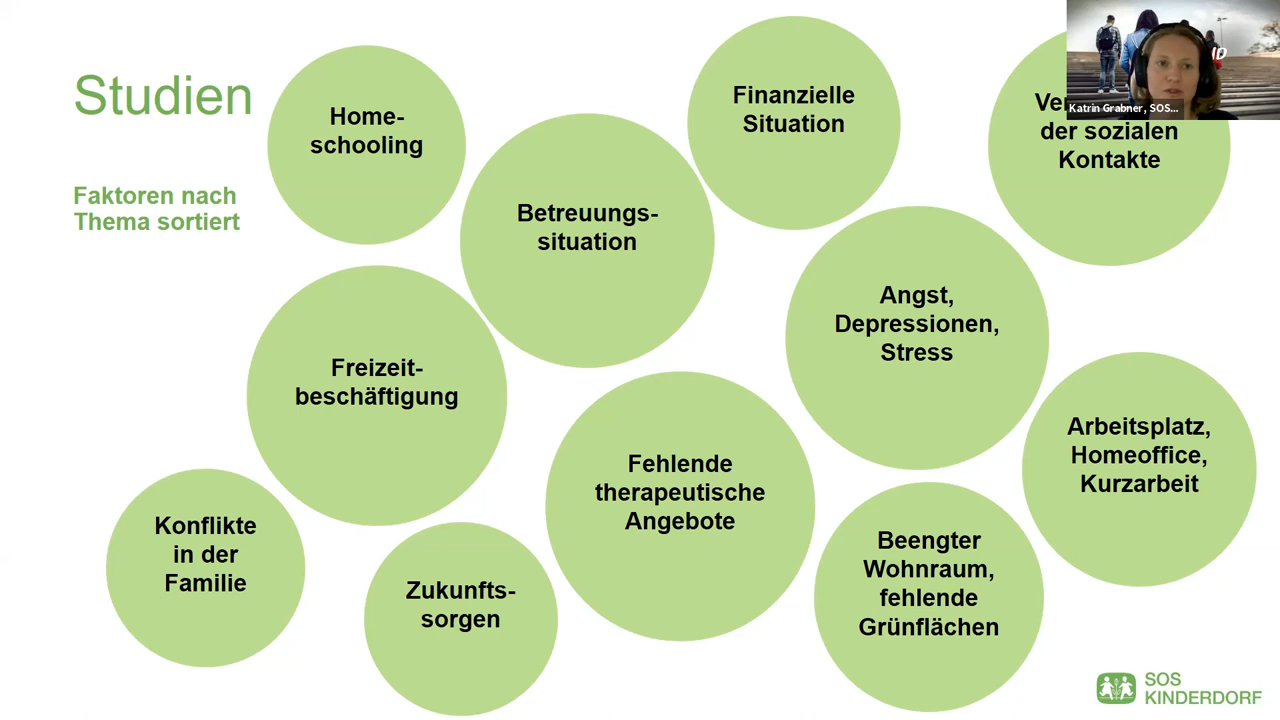 Studien
Faktoren nach
Thema sortiert
Home-
schooling
Betreuungs-
situation
Finanzielle
Situation
der sozialen
Kontakte
Katrin Grabner, SOS...
Freizeit-
beschäftigung
Angst,
Depressionen,
Stress
Arbeitsplatz,
Homeoffice,
Kurzarbeit
Fehlende
therapeutische
Angebote
Konflikte
in der
Familie
Zukunfts-
sorgen
Beengter
Wohnraum,
fehlende
Grünflächen
SOS
KINDERDORF